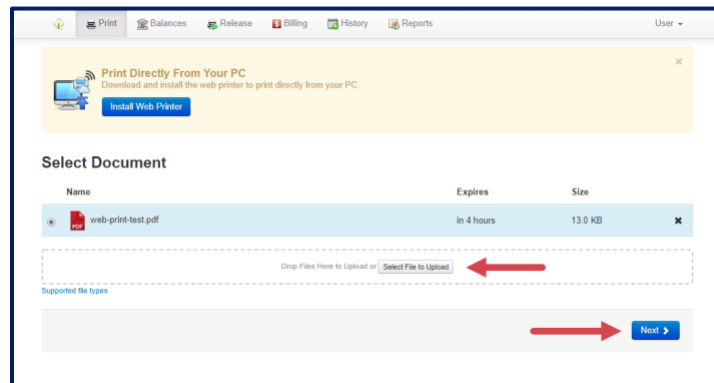 Print Balances Release Billing History Reports User
Print Directly From Your PC
Download and install the web printer to print directly from your PC.
Install Web Printer
Select Document
Name Expires Size
PDF web-print-test.pdf in 4 hours 13.0 KB
Drop Files Here to Upload or Select File to Upload
Supported file types
Next